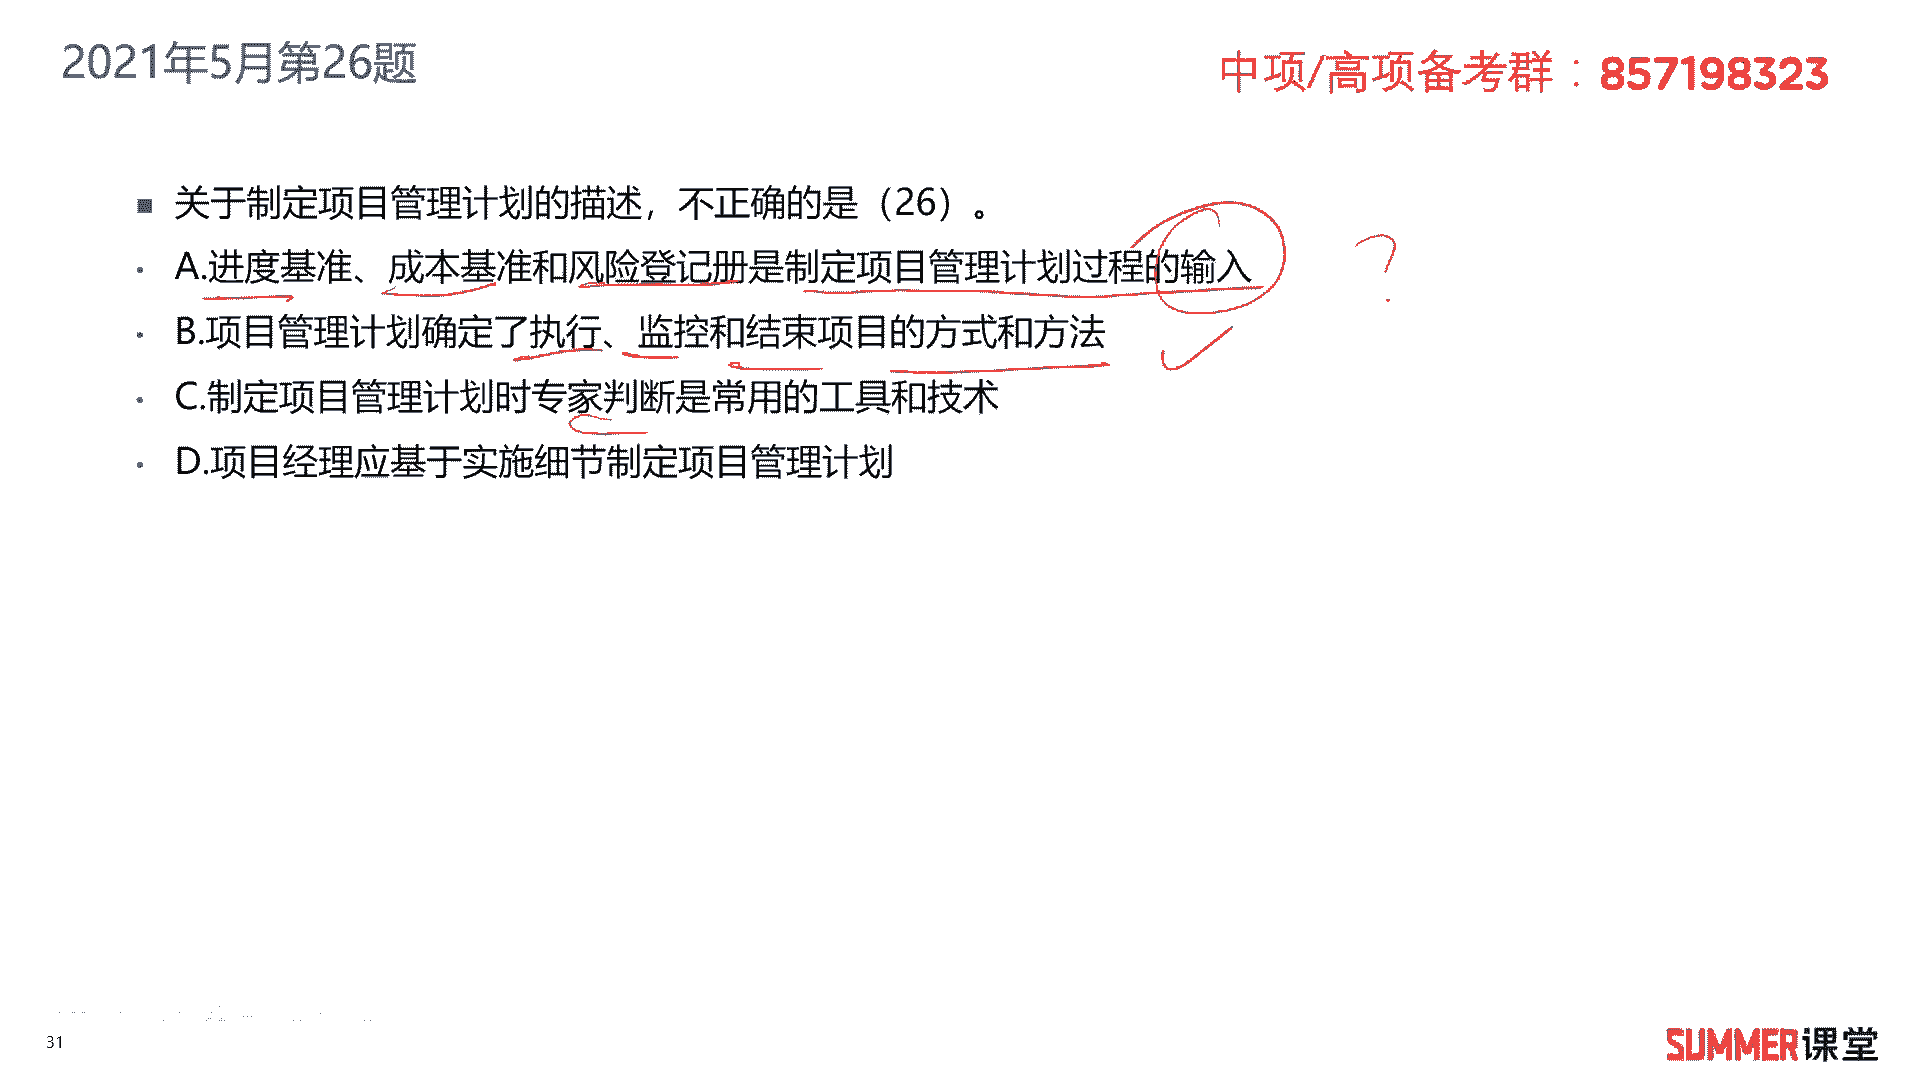 2021年5月第26题
中项/高项备考群：857198323
■ 关于制定项目管理计划的描述，不正确的是（26）。
· A.进度基准、成本基准和风险登记册是制定项目管理计划过程的输入 ?
· B.项目管理计划确定了执行、监控和结束项目的方式和方法 ✓
· C.制定项目管理计划时专家判断是常用的工具和技术
· D.项目经理应基于实施细节制定项目管理计划
31
SUMMER课堂